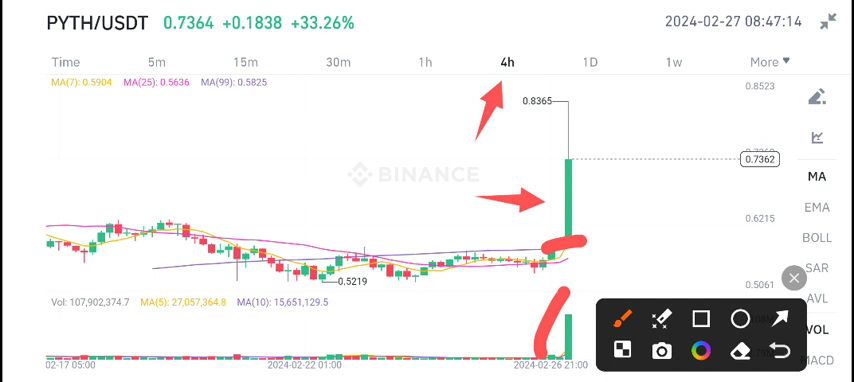 PYTH/USDT 0.7364 +0.1838 +33.26% 2024-02-27 08:47:14
Time 5m 15m 30m 1h 4h 1D 1w More
MA(7): 0.5904 MA(25): 0.5636 MA(99): 0.5825
0.8523
0.8365
0.7362
BINANCE
MA
EMA
0.6215
BOLL
SAR
0.5219
0.5061
AVL
Vol: 107,902,374.7 MA(5): 27,057,364.8 MA(10): 15,651,129.5
VOL
MACD
02-17 05:00 2024-02-22 01:00 2024-02-26 21:00